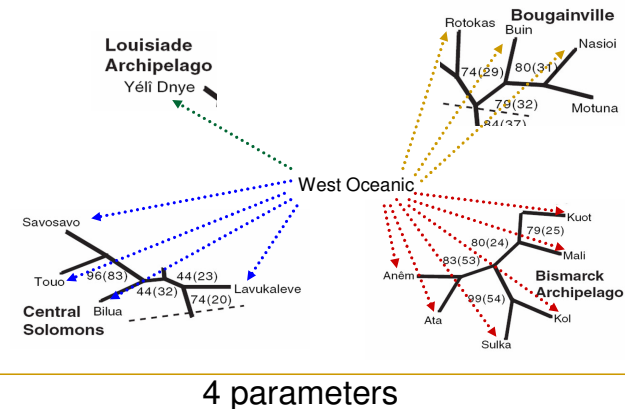 Bougainville
Rotokas
Buin
Nasioi
74(29)
80(31)
79(32)
Motuna
84(37)
Louisiade
Archipelago
Yélî Dnye
West Oceanic
Savosavo
Touo
96(83)
44(32)
44(23)
74(20)
Lavukaleve
Bilua
Central
Solomons
Kuot
79(25)
80(24)
Mali
83(53)
Anêm
Bismarck
Archipelago
99(54)
Ata
Kol
Sulka
4 parameters